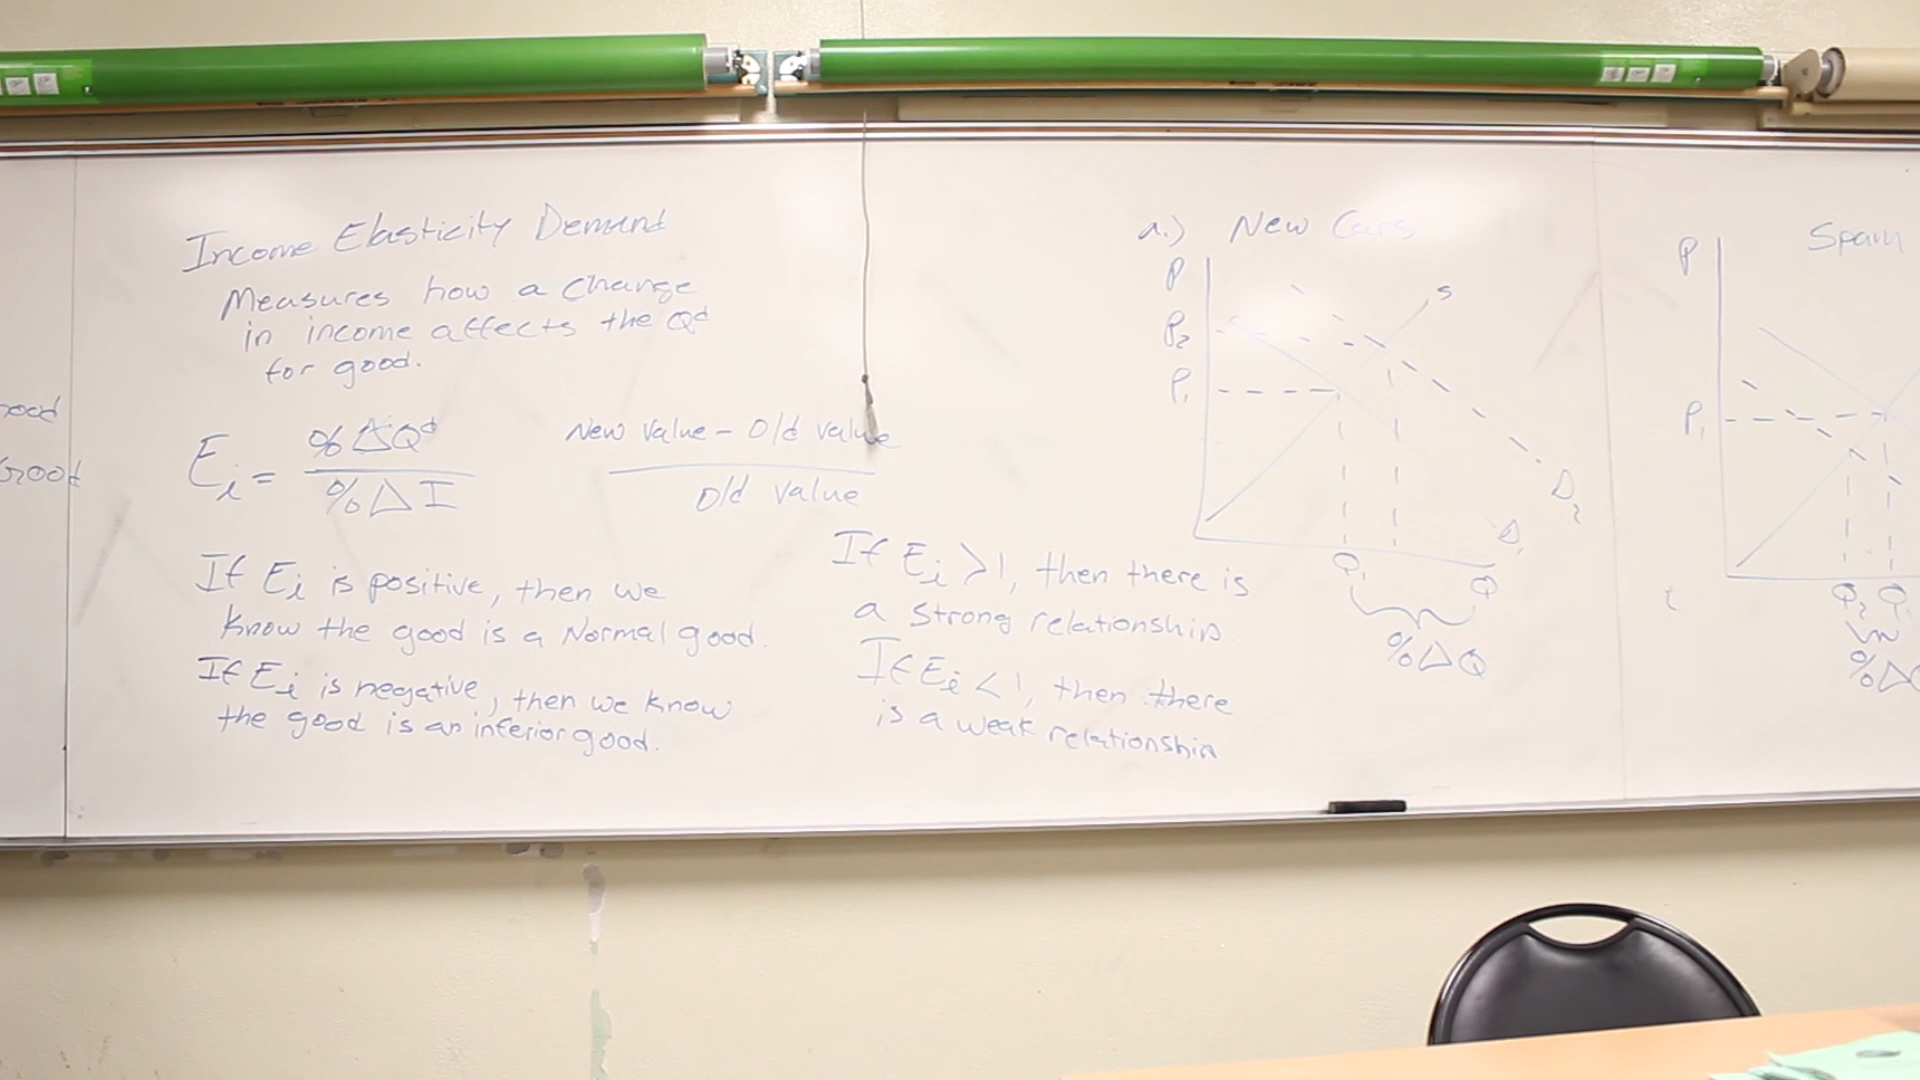 Income Elasticity Demand
Measures how a change
in income affects the Qd
for good.
Ei = %ΔQd / %ΔI
New Value - Old Value
Old Value
If Ei is positive, then we
know the good is a Normal good.
If Ei is negative, then we know
the good is an inferior good.
If Ei >1, then there is
a strong relationship.
If Ei <1, then there
is a weak relationship
a.) New Cars
P
S
P2
P1
D2
D1
Q1
Q
%ΔQ
Spam
P
P1
Q2 Q1
Good